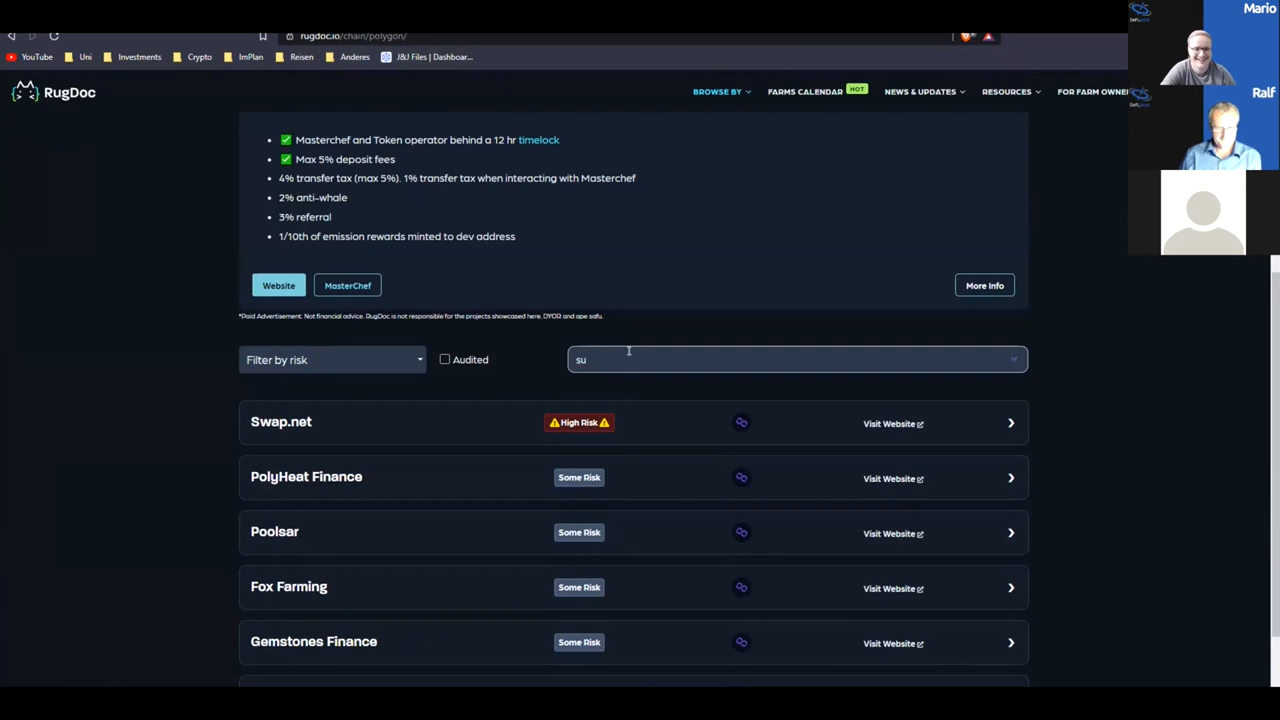 Mario
rugdoc.io/chain/polygon/
YouTube Uni Investments Crypto ImPlan Reisen Anderes J&J Files | Dashboar...
RugDoc
BROWSE BY FARMS CALENDAR HOT NEWS & UPDATES RESOURCES FOR FARM OWNE
Ralf
✅ Masterchef and Token operator behind a 12 hr timelock
✅ Max 5% deposit fees
4% transfer tax (max 5%). 1% transfer tax when interacting with Masterchef
2% anti-whale
3% referral
1/10th of emission rewards minted to dev address
Website MasterChef More Info
*Paid Advertisement. Not financial advice. RugDoc is not responsible for the projects showcased here. DYOR and ape safu.
Filter by risk Audited su
Swap.net ⚠High Risk⚠ Visit Website
PolyHeat Finance Some Risk Visit Website
Poolsar Some Risk Visit Website
Fox Farming Some Risk Visit Website
Gemstones Finance Some Risk Visit Website